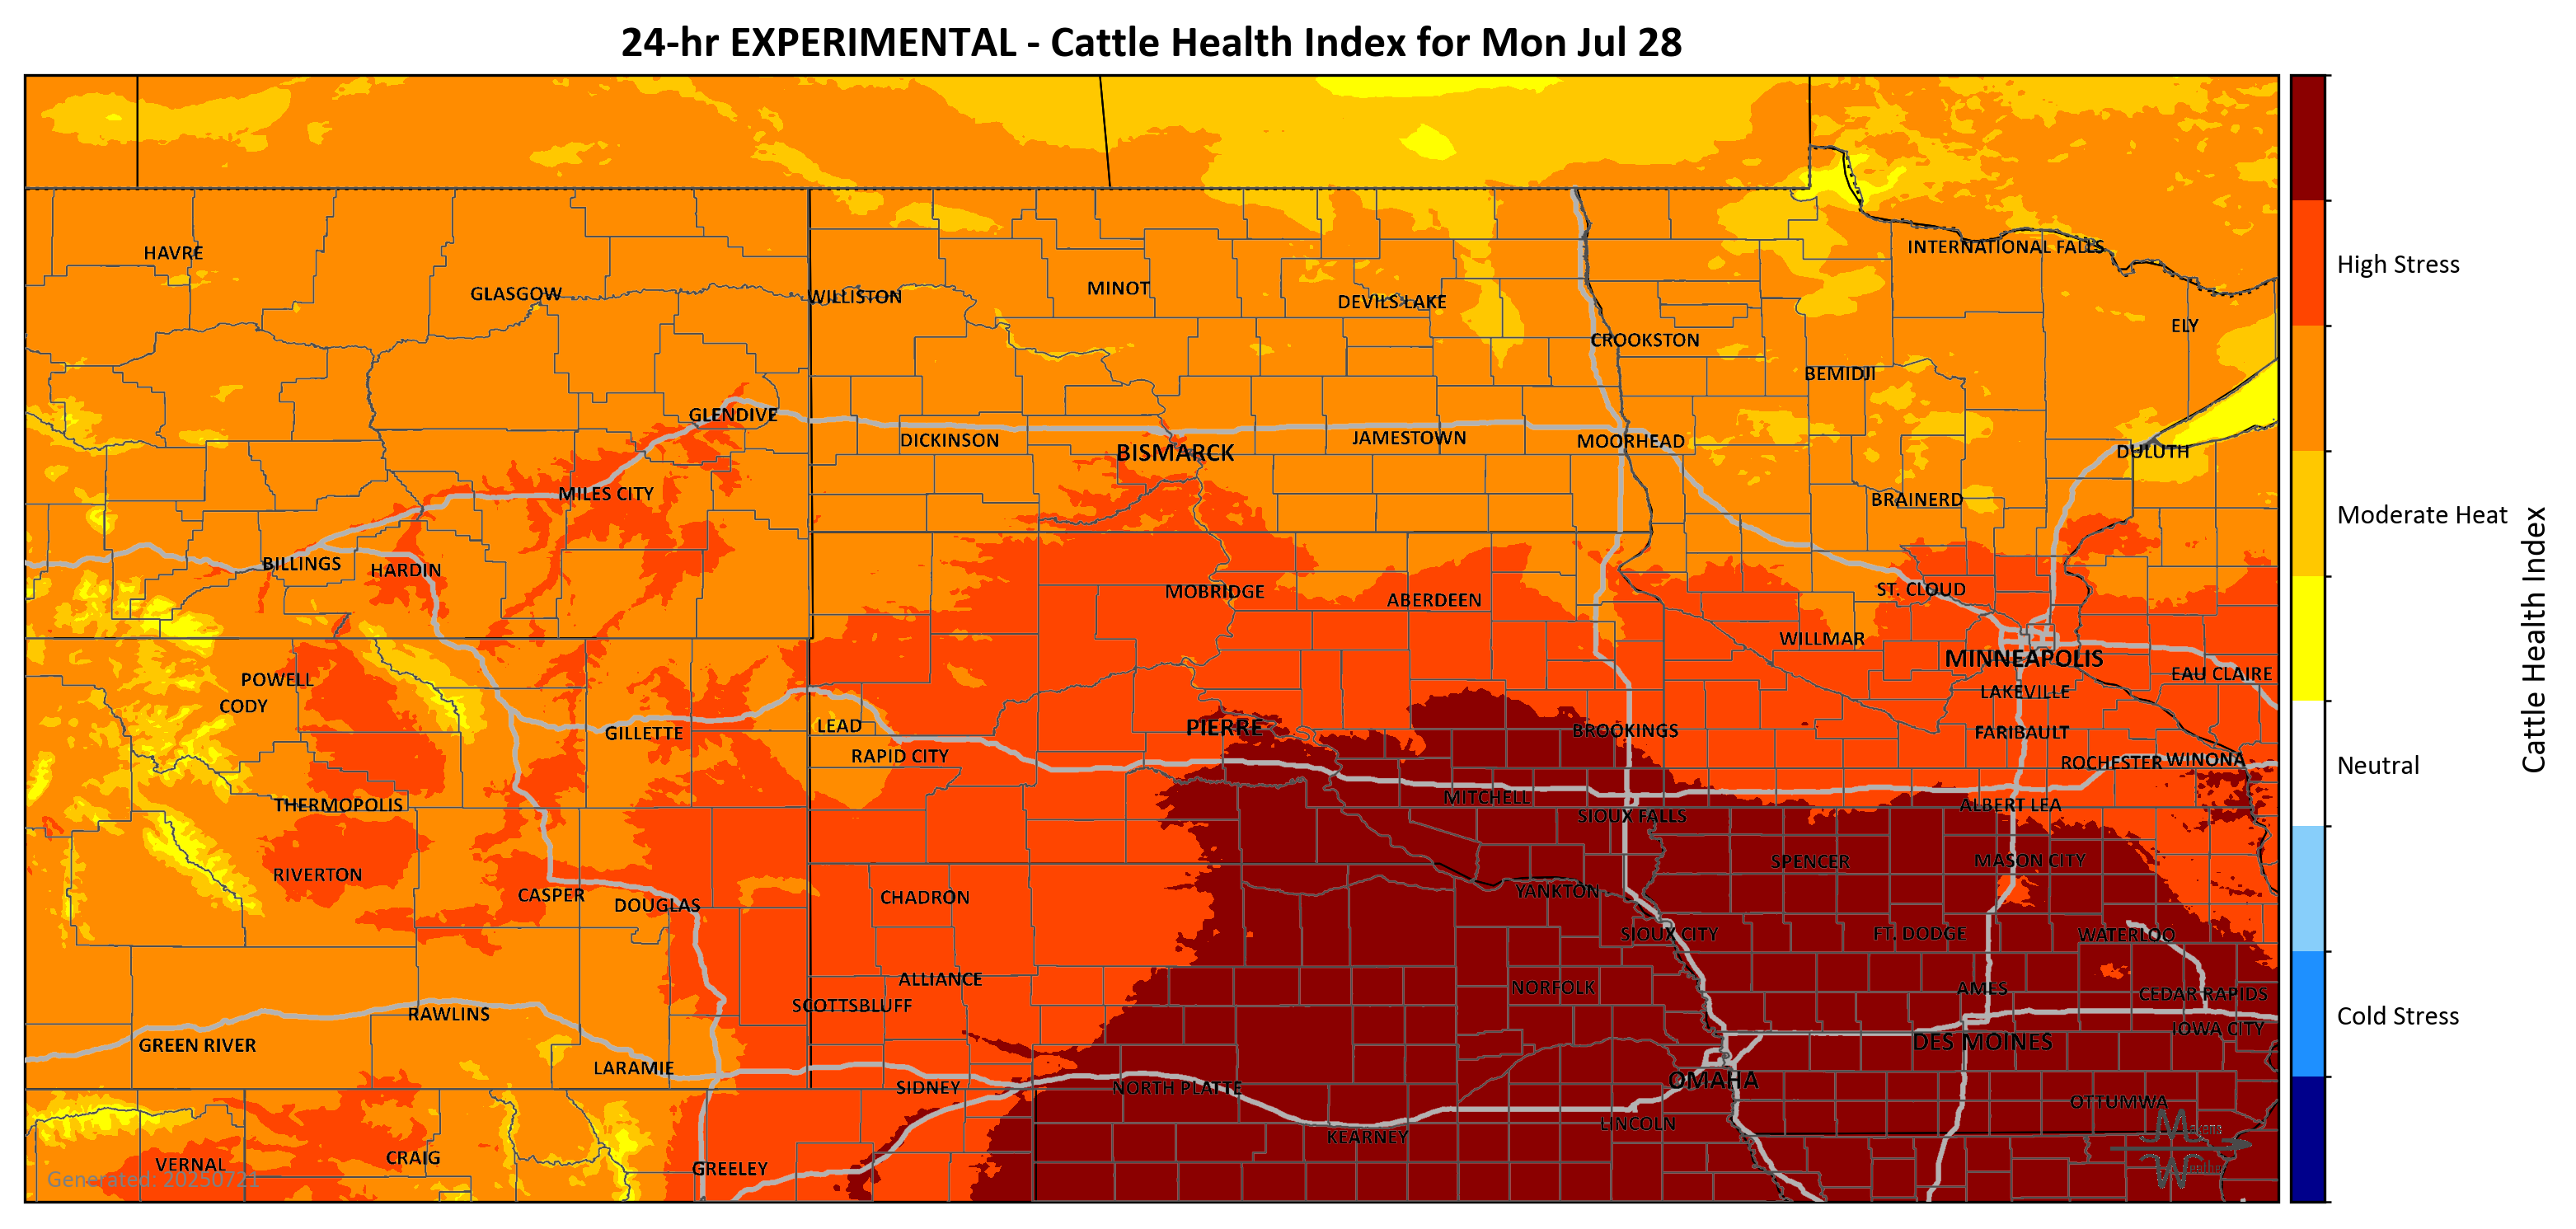 24-hr EXPERIMENTAL - Cattle Health Index for Mon Jul 28
HAVRE
INTERNATIONAL FALLS
High Stress
GLASGOW
WILLISTON
MINOT
DEVILS LAKE
ELY
CROOKSTON
BEMIDJI
GLENDIVE
DICKINSON
BISMARCK
JAMESTOWN
MOORHEAD
DULUTH
MILES CITY
BRAINERD
Moderate Heat
BILLINGS
HARDIN
MOBRIDGE
ABERDEEN
ST. CLOUD
WILLMAR
MINNEAPOLIS
Cattle Health Index
POWELL
EAU CLAIRE
CODY
LAKEVILLE
GILLETTE
LEAD
PIERRE
BROOKINGS
FARIBAULT
RAPID CITY
ROCHESTER
WINONA
Neutral
THERMOPOLIS
MITCHELL
SIOUX FALLS
ALBERT LEA
RIVERTON
SPENCER
MASON CITY
CASPER
DOUGLAS
CHADRON
YANKTON
SIOUX CITY
FT. DODGE
WATERLOO
ALLIANCE
NORFOLK
AMES
CEDAR RAPIDS
SCOTTSBLUFF
RAWLINS
Cold Stress
IOWA CITY
GREEN RIVER
DES MOINES
LARAMIE
SIDNEY
NORTH PLATTE
OMAHA
OTTUMWA
LINCOLN
KEARNEY
VERNAL
CRAIG
GREELEY
Generated: 20250721